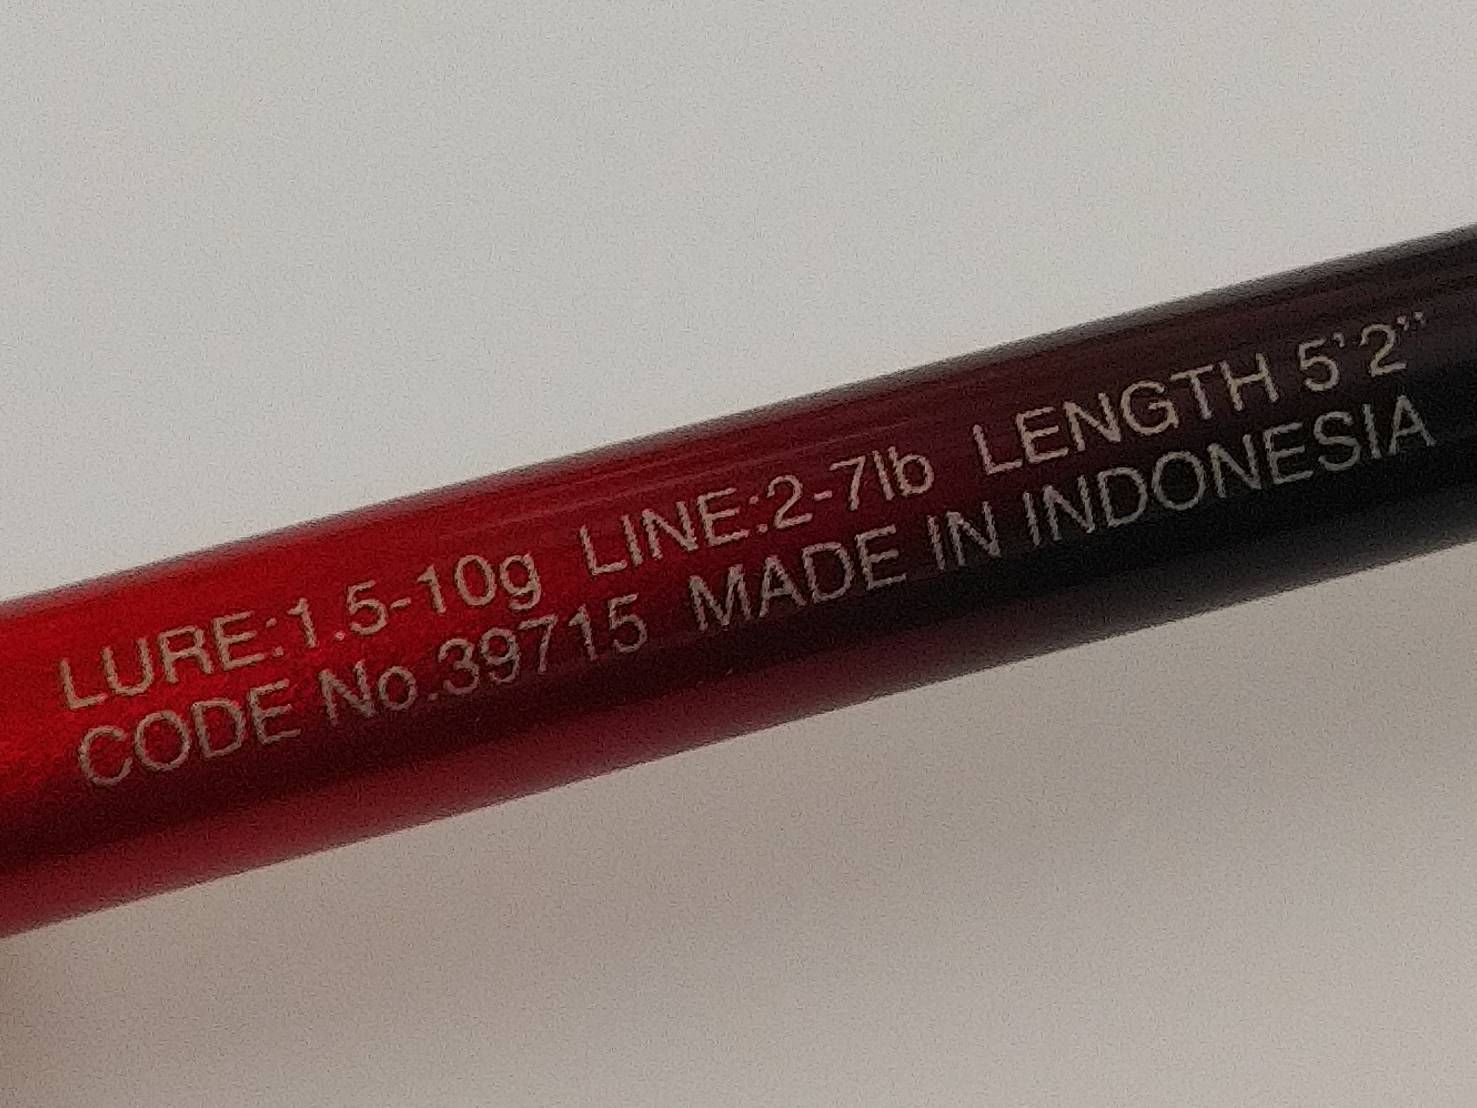 LURE:1.5-10g LINE:2-7lb LENGTH 5'2"
CODE No.39715 MADE IN INDONESIA